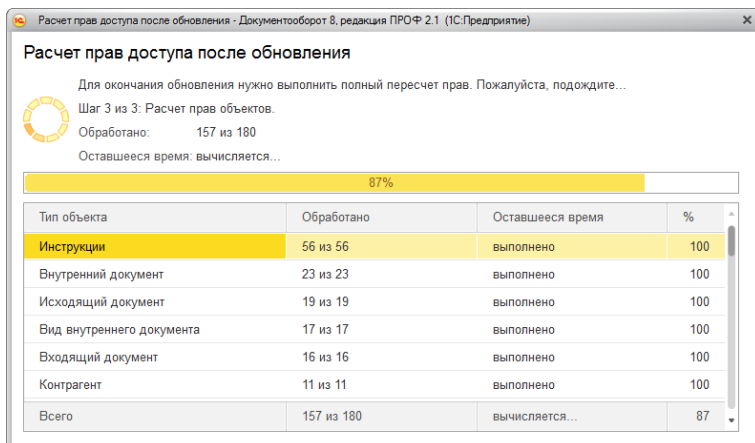 1С Расчет прав доступа после обновления - Документооборот 8, редакция ПРОФ 2.1 (1С:Предприятие)
Расчет прав доступа после обновления
Для окончания обновления нужно выполнить полный пересчет прав. Пожалуйста, подождите...
Шаг 3 из 3: Расчет прав объектов.
Обработано: 157 из 180
Оставшееся время: вычисляется...
87%
Тип объекта Обработано Оставшееся время %
Инструкции 56 из 56 выполнено 100
Внутренний документ 23 из 23 выполнено 100
Исходящий документ 19 из 19 выполнено 100
Вид внутреннего документа 17 из 17 выполнено 100
Входящий документ 16 из 16 выполнено 100
Контрагент 11 из 11 выполнено 100
Всего 157 из 180 вычисляется... 87